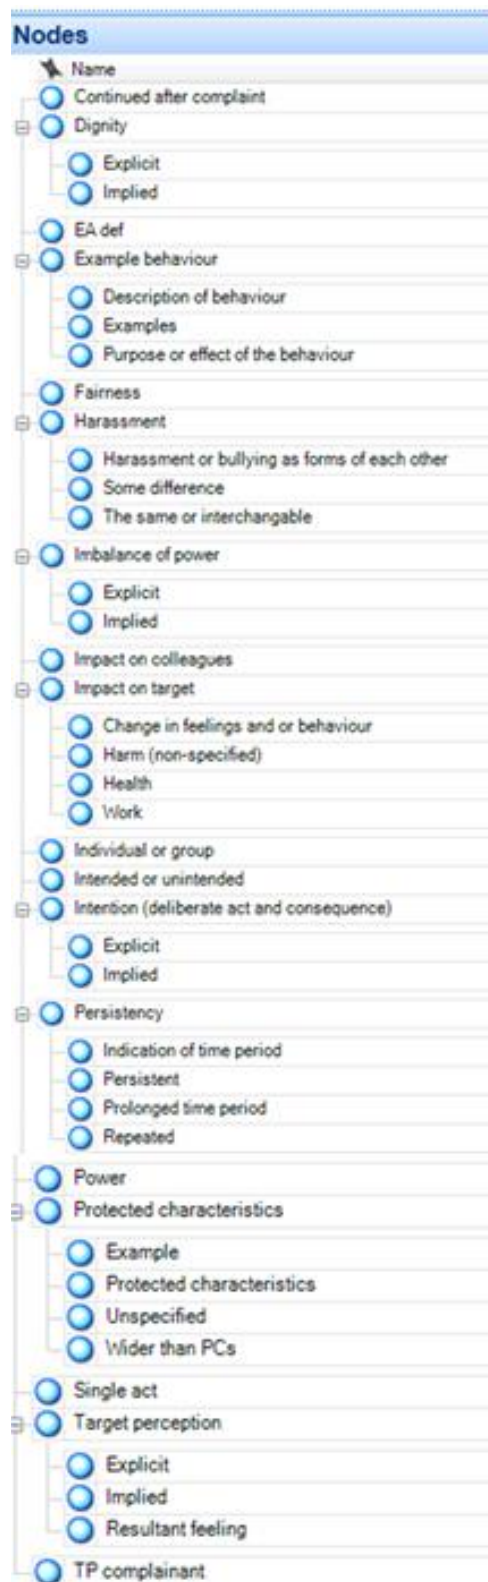 Nodes
Name
Continued after complaint
Dignity
Explicit
Implied
EA def
Example behaviour
Description of behaviour
Examples
Purpose or effect of the behaviour
Fairness
Harassment
Harassment or bullying as forms of each other
Some difference
The same or interchangable
Imbalance of power
Explicit
Implied
Impact on colleagues
Impact on target
Change in feelings and or behaviour
Harm (non-specified)
Health
Work
Individual or group
Intended or unintended
Intention (deliberate act and consequence)
Explicit
Implied
Persistency
Indication of time period
Persistent
Prolonged time period
Repeated
Power
Protected characteristics
Example
Protected characteristics
Unspecified
Wider than PCs
Single act
Target perception
Explicit
Implied
Resultant feeling
TP complainant